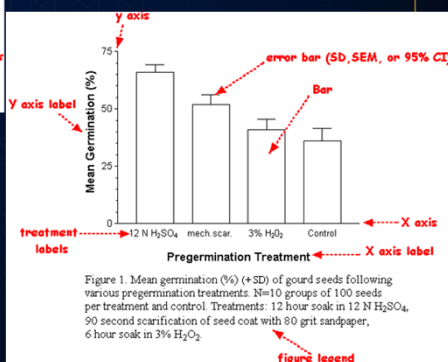 y axis
75
error bar (SD, SEM, or 95% CI)
Bar
Y axis label
Mean Germination (%)
50
25
0
X axis
treatment labels
12 N H₂SO₄
mech.scar.
3% H₂O₂
Control
Pregermination Treatment
X axis label
Figure 1. Mean germination (%) (+SD) of gourd seeds following
various pregermination treatments. N=10 groups of 100 seeds
per treatment and control. Treatments: 12 hour soak in 12 N H₂SO₄,
90 second scarification of seed coat with 80 grit sandpaper,
6 hour soak in 3% H₂O₂.
figure legend